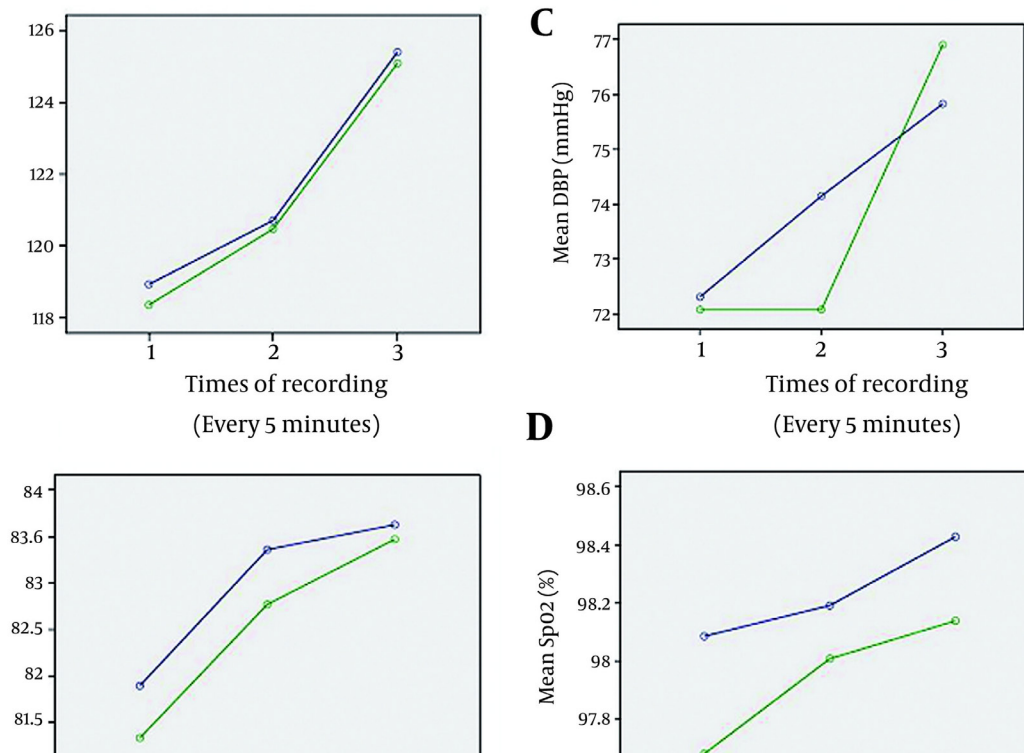 126
124
122
120
118
1 2 3
Times of recording
(Every 5 minutes)
C
Mean DBP (mmHg)
77
76
75
74
73
72
1 2 3
Times of recording
(Every 5 minutes)
84
83.6
83
82.5
82
81.5
D
Mean Spo2 (%)
98.6
98.4
98.2
98
97.8